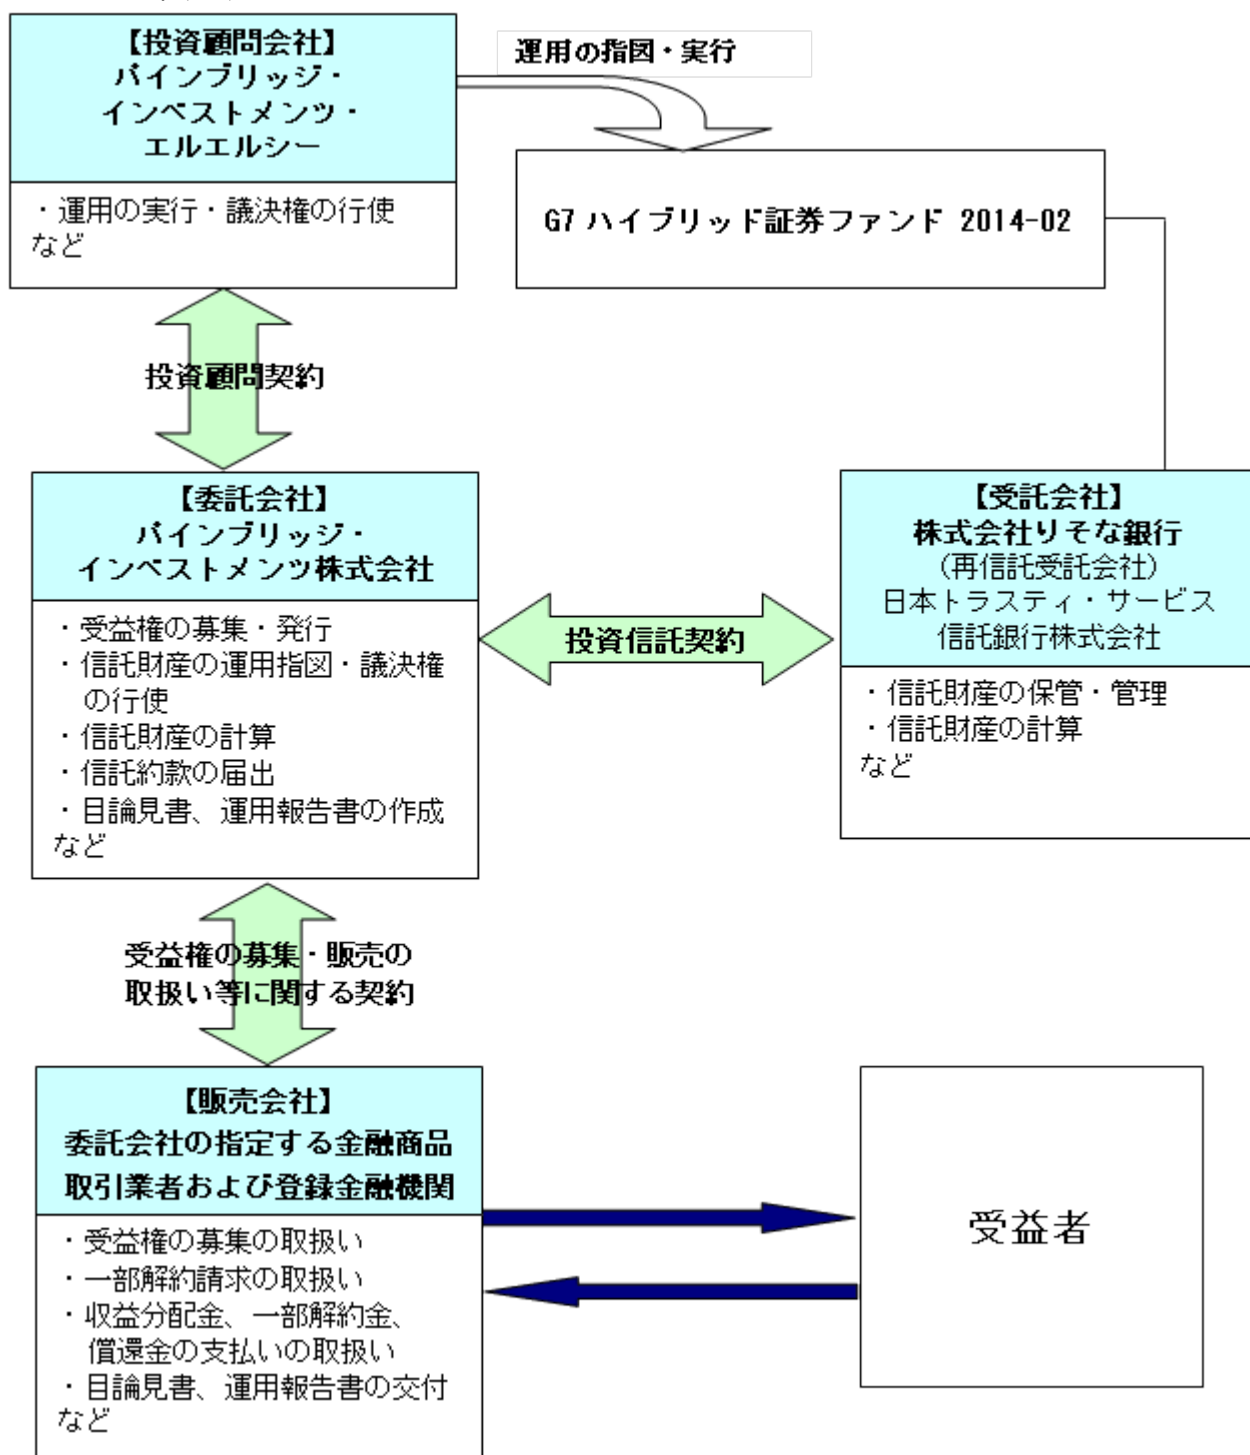 【投資顧問会社】
パインブリッジ・
インベストメンツ・
エルエルシー
・運用の実行・議決権の行使
など
運用の指図・実行
G7 ハイブリッド証券ファンド 2014-02
投資顧問契約
【委託会社】
パインブリッジ・
インベストメンツ株式会社
・受益権の募集・発行
・信託財産の運用指図・議決権
の行使
・信託財産の計算
・信託約款の届出
・目論見書、運用報告書の作成
など
投資信託契約
【受託会社】
株式会社りそな銀行
(再信託受託会社)
日本トラスティ・サービス
信託銀行株式会社
・信託財産の保管・管理
・信託財産の計算
など
受益権の募集・販売の
取扱い等に関する契約
【販売会社】
委託会社の指定する金融商品
取引業者および登録金融機関
・受益権の募集の取扱い
・一部解約請求の取扱い
・収益分配金、一部解約金、
償還金の支払いの取扱い
・目論見書、運用報告書の交付
など
受益者